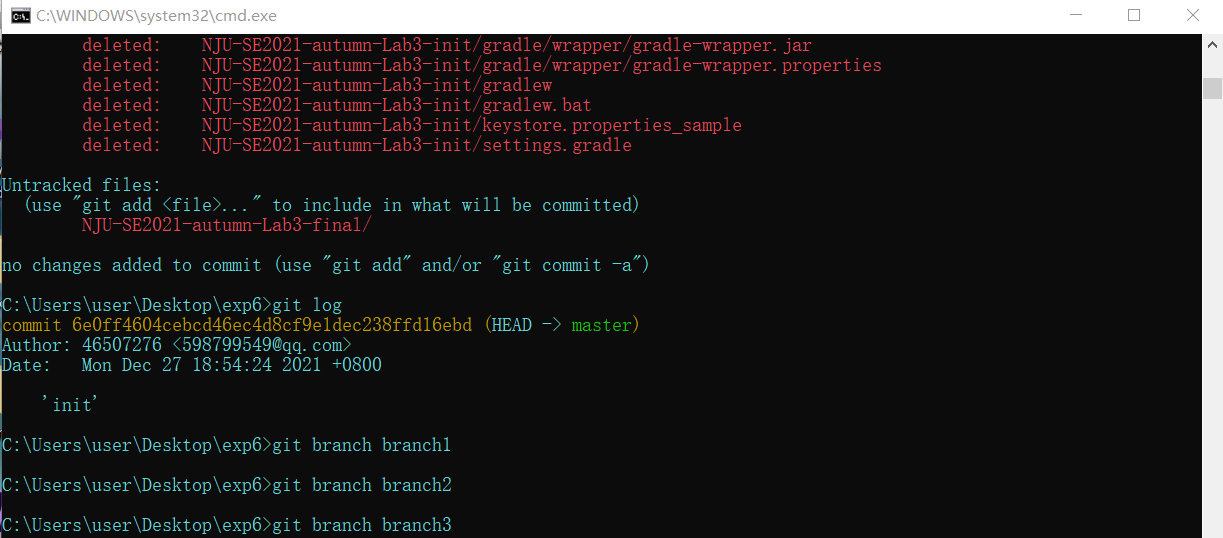 C:\WINDOWS\system32\cmd.exe
deleted: NJU-SE2021-autumn-Lab3-init/gradle/wrapper/gradle-wrapper.jar
deleted: NJU-SE2021-autumn-Lab3-init/gradle/wrapper/gradle-wrapper.properties
deleted: NJU-SE2021-autumn-Lab3-init/gradlew
deleted: NJU-SE2021-autumn-Lab3-init/gradlew.bat
deleted: NJU-SE2021-autumn-Lab3-init/keystore.properties_sample
deleted: NJU-SE2021-autumn-Lab3-init/settings.gradle
Untracked files:
(use "git add <file>..." to include in what will be committed)
NJU-SE2021-autumn-Lab3-final/
no changes added to commit (use "git add" and/or "git commit -a")
C:\Users\user\Desktop\exp6>git log
commit 6e0ff4604cebcd46ec4d8cf9e1dec238ffd16ebd (HEAD -> master)
Author: 46507276 <598799549@qq.com>
Date: Mon Dec 27 18:54:24 2021 +0800
'init'
C:\Users\user\Desktop\exp6>git branch branch1
C:\Users\user\Desktop\exp6>git branch branch2
C:\Users\user\Desktop\exp6>git branch branch3